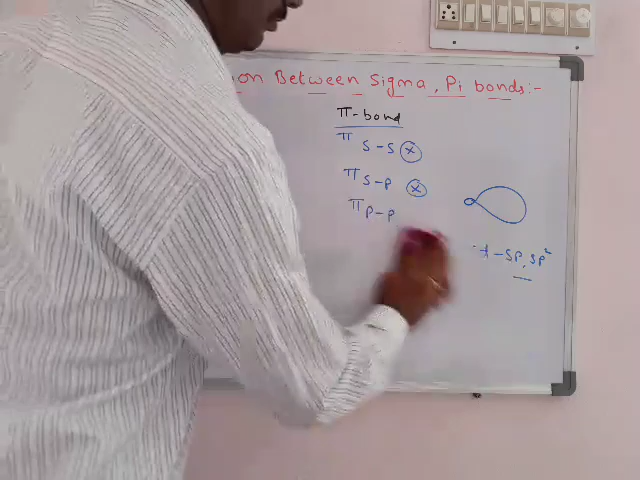 on Between Sigma, Pi bonds:-
π-bond
π s-s ⊗
π s-p ⊗
π p-p
- sp, sp²